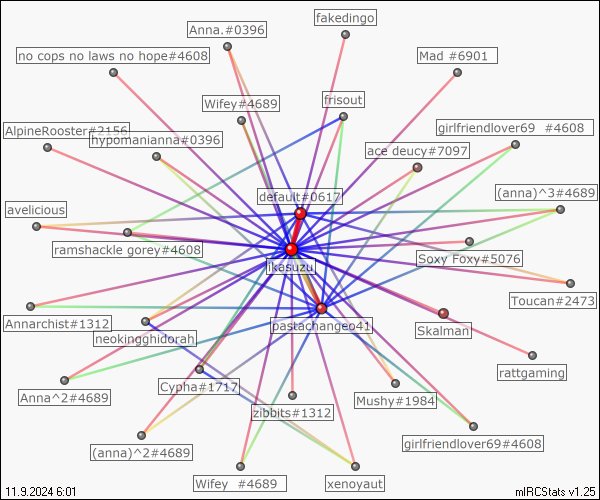 Anna.#0396
fakedingo
no cops no laws no hope#4608
Mad #6901
Wifey#4689
frisout
AlpineRooster#2156
hypomanianna#0396
girlfriendlover69 #4608
ace deucy#7097
default#0617
(anna)^3#4689
avelicious
ramshackle gorey#4608
Soxy Foxy#5076
ikasuzu
Toucan#2473
Annarchist#1312
neokingghidorah
pastachangeo41
Skalman
rattgaming
Anna^2#4689
Cypha#1717
zibbits#1312
Mushy#1984
(anna)^2#4689
girlfriendlover69#4608
Wifey #4689
xenoyaut
11.9.2024 6:01
mIRCStats v1.25